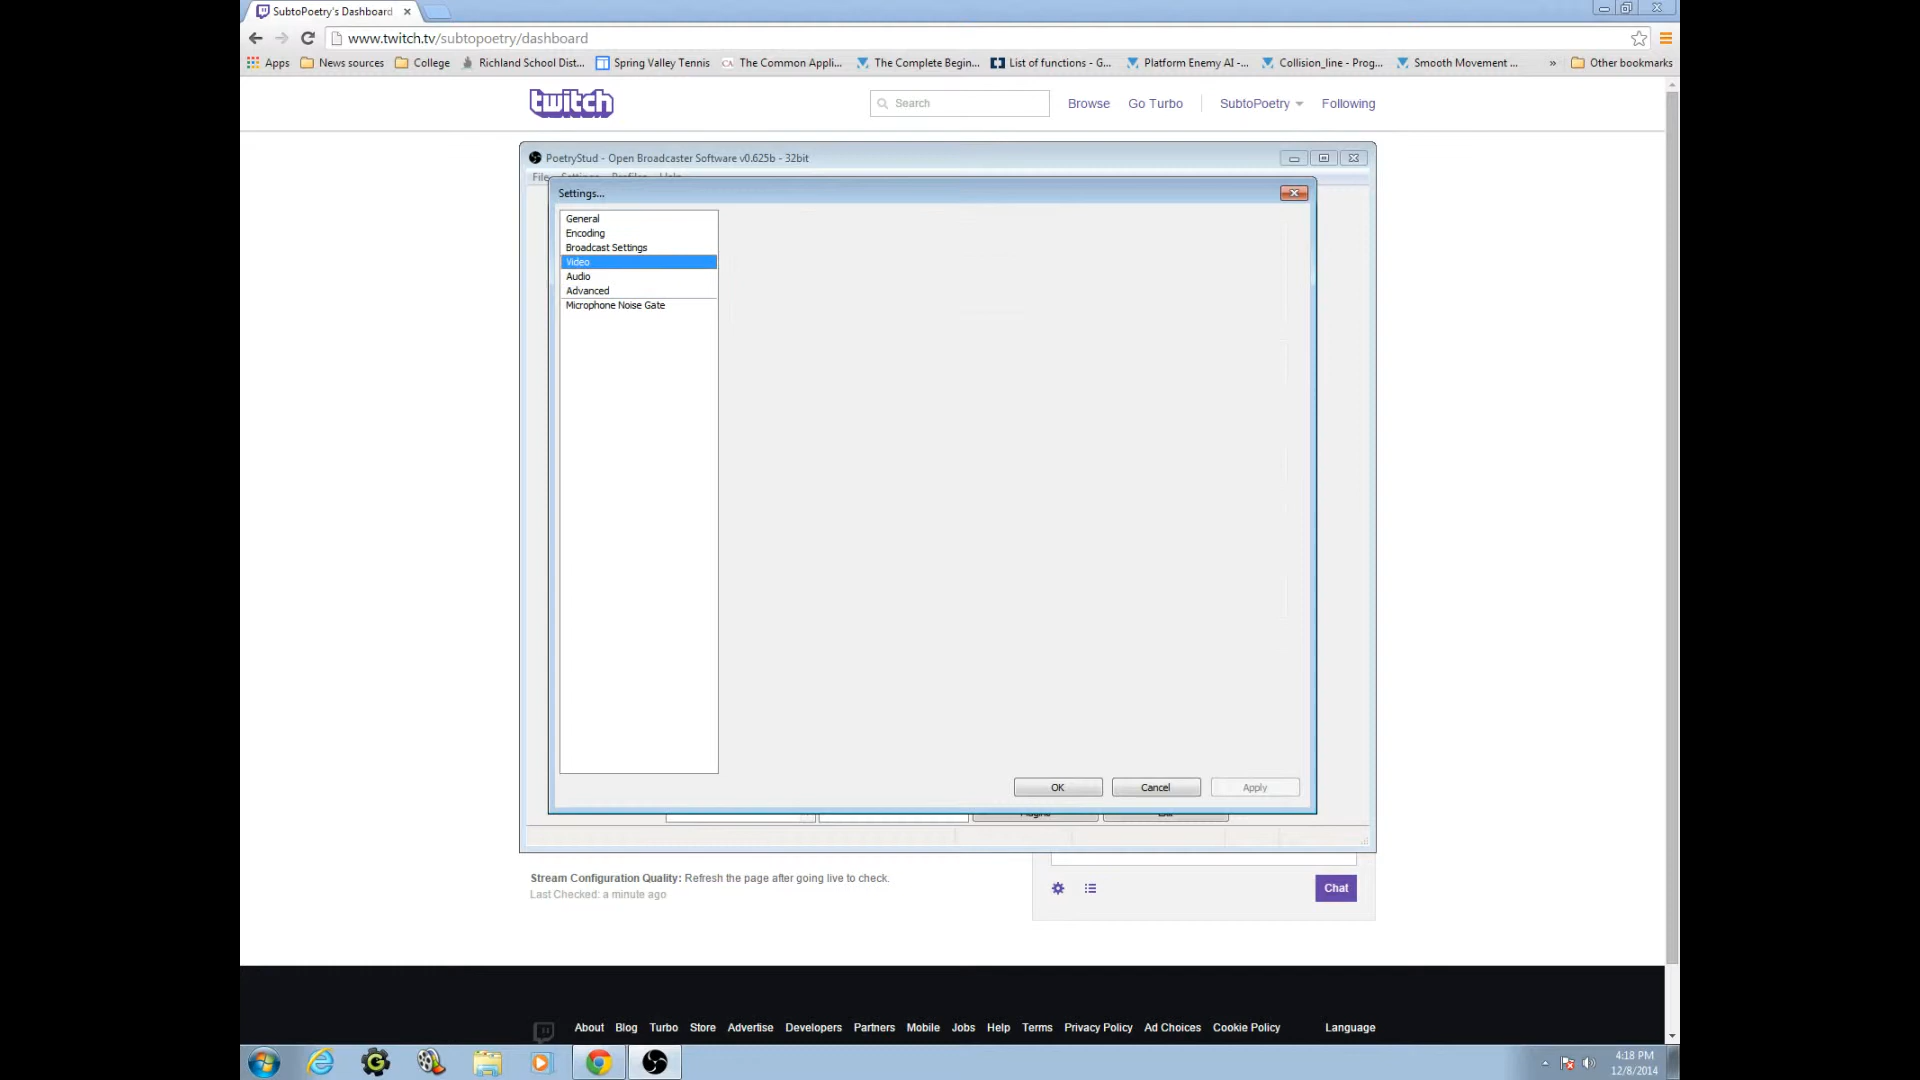 SubtoPoetry's Dashboard
www.twitch.tv/subtopoetry/dashboard
Apps News sources College Richland School Dist... Spring Valley Tennis CA The Common Appli... The Complete Begin... List of functions - G... Platform Enemy AI -... Collision_line - Prog... Smooth Movement ... » Other bookmarks
twitch Search Browse Go Turbo SubtoPoetry Following
PoetryStud - Open Broadcaster Software v0.625b - 32bit
File Settings Profiles Help
Settings...
General
Encoding
Broadcast Settings
Video
Audio
Advanced
Microphone Noise Gate
OK Cancel Apply
Stream Configuration Quality: Refresh the page after going live to check.
Last Checked: a minute ago
Chat
About Blog Turbo Store Advertise Developers Partners Mobile Jobs Help Terms Privacy Policy Ad Choices Cookie Policy Language
4:18 PM
12/8/2014